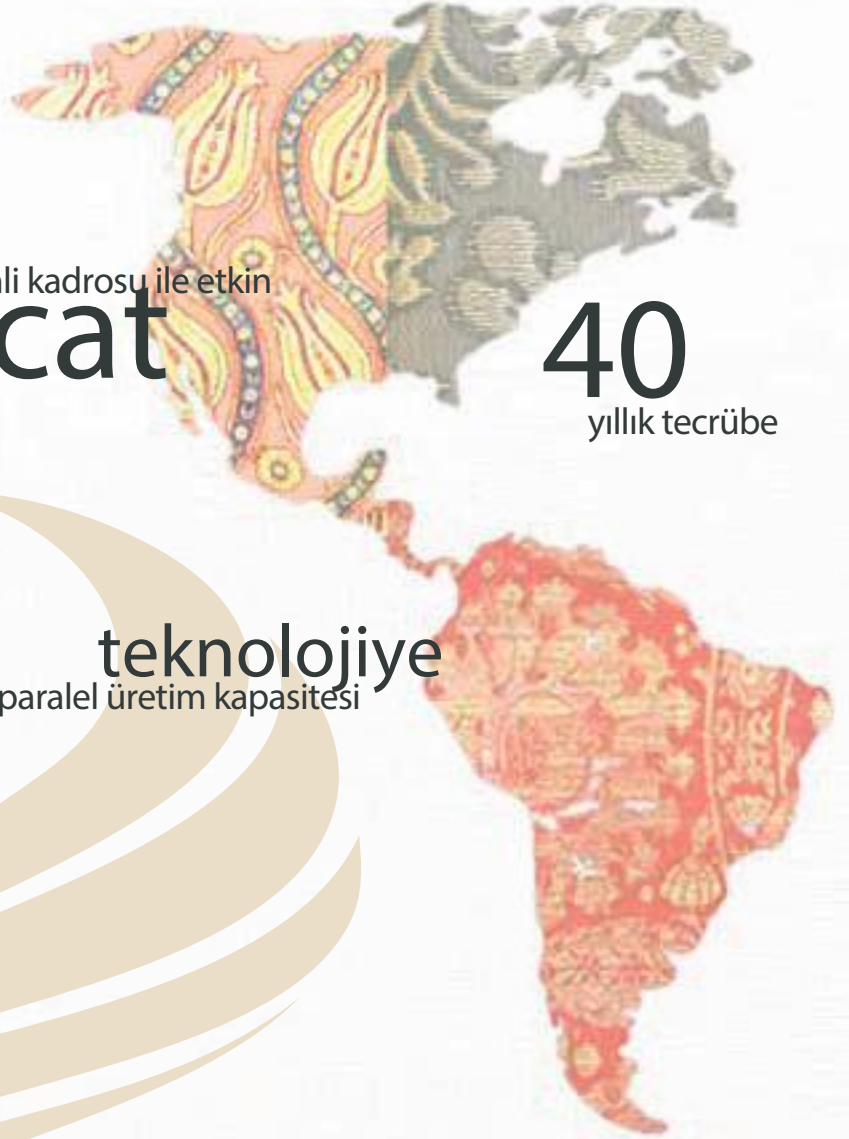 li kadrosu ile etkin
cat
40
yıllık tecrübe
teknolojiye
paralel üretim kapasitesi